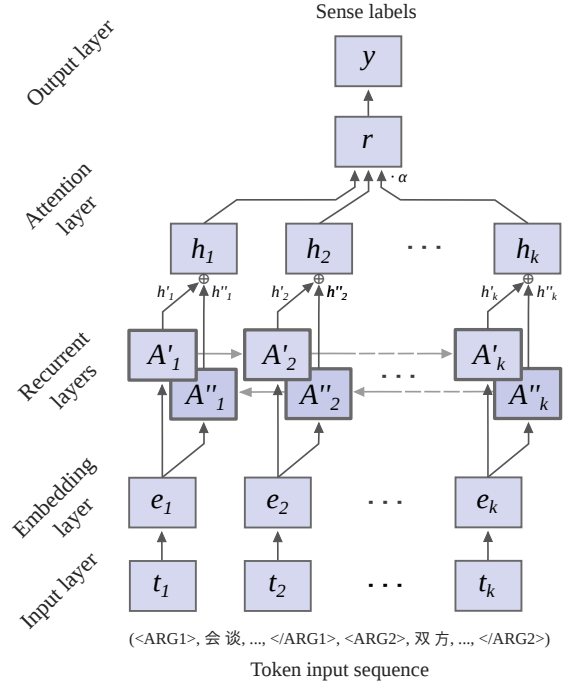 Sense labels
Output layer
y
r
· α
Attention layer
h1
h2
. . .
hk
h'1
h''1
h'2
h''2
h'k
h''k
Recurrent layers
A'1
A'2
A'k
. . .
A''1
A''2
A''k
Embedding layer
e1
e2
. . .
ek
Input layer
t1
t2
. . .
tk
(<ARG1>, 会 谈, ..., </ARG1>, <ARG2>, 双 方, ..., </ARG2>)
Token input sequence